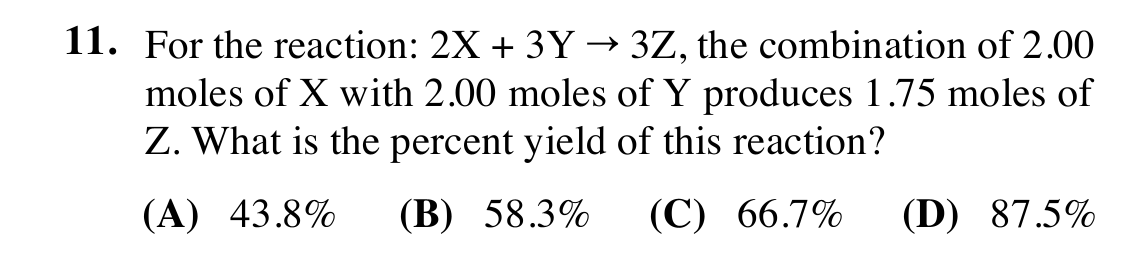 11. For the reaction: 2X + 3Y → 3Z, the combination of 2.00
moles of X with 2.00 moles of Y produces 1.75 moles of
Z. What is the percent yield of this reaction?
(A) 43.8% (B) 58.3% (C) 66.7% (D) 87.5%